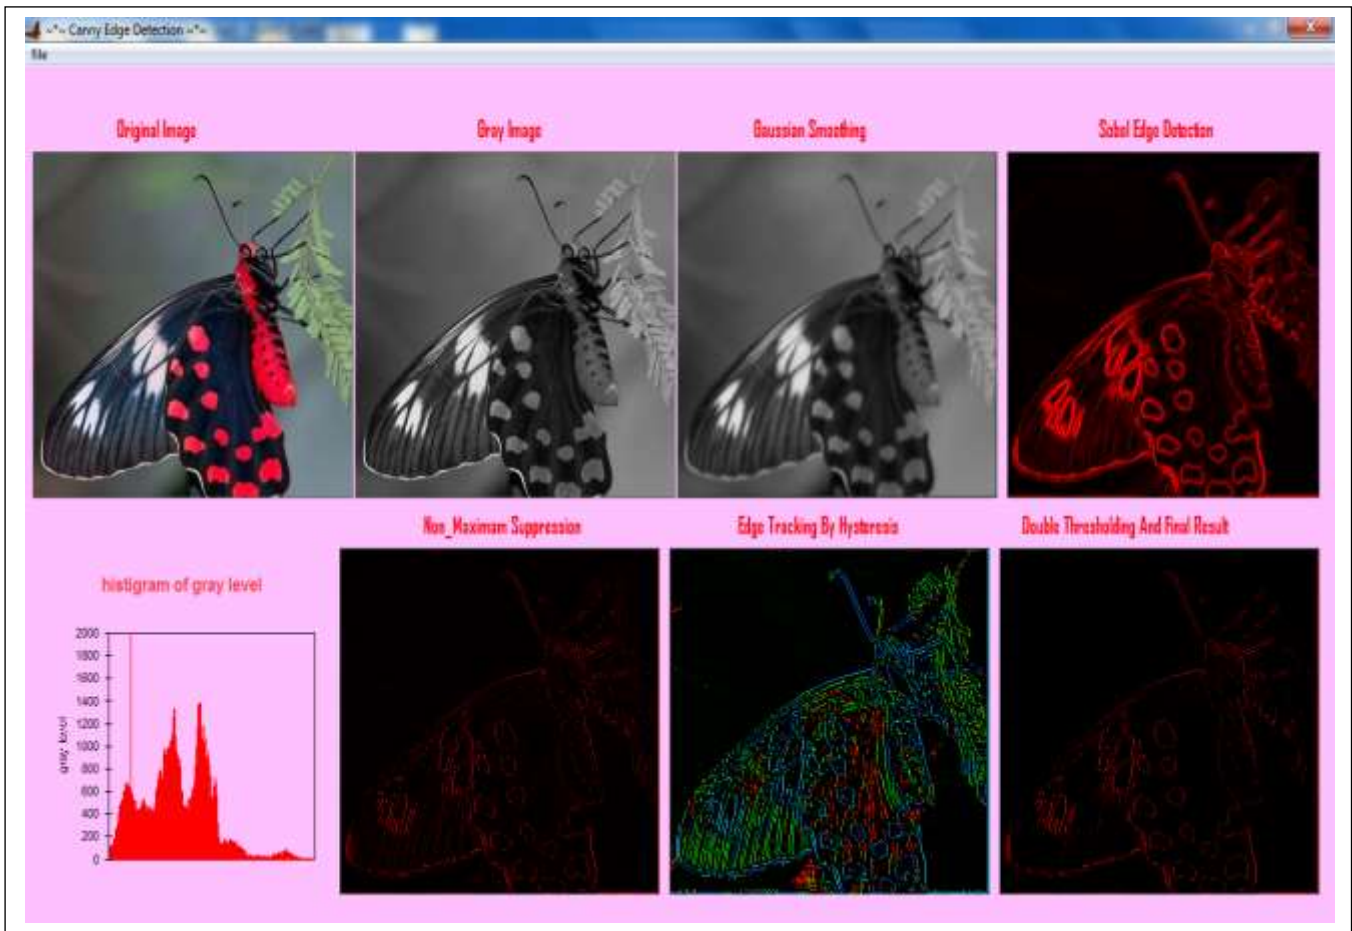 ~*~ Canny Edge Detection ~*~
file
Original Image
Gray Image
Gaussian Smoothing
Sobel Edge Detection
Non_Maximam Suppression
Edge Tracking By Hysteresis
Double Thresholding And Final Result
histigram of gray level
2000
1800
1600
1400
1200
1000
800
600
400
200
0
gray level